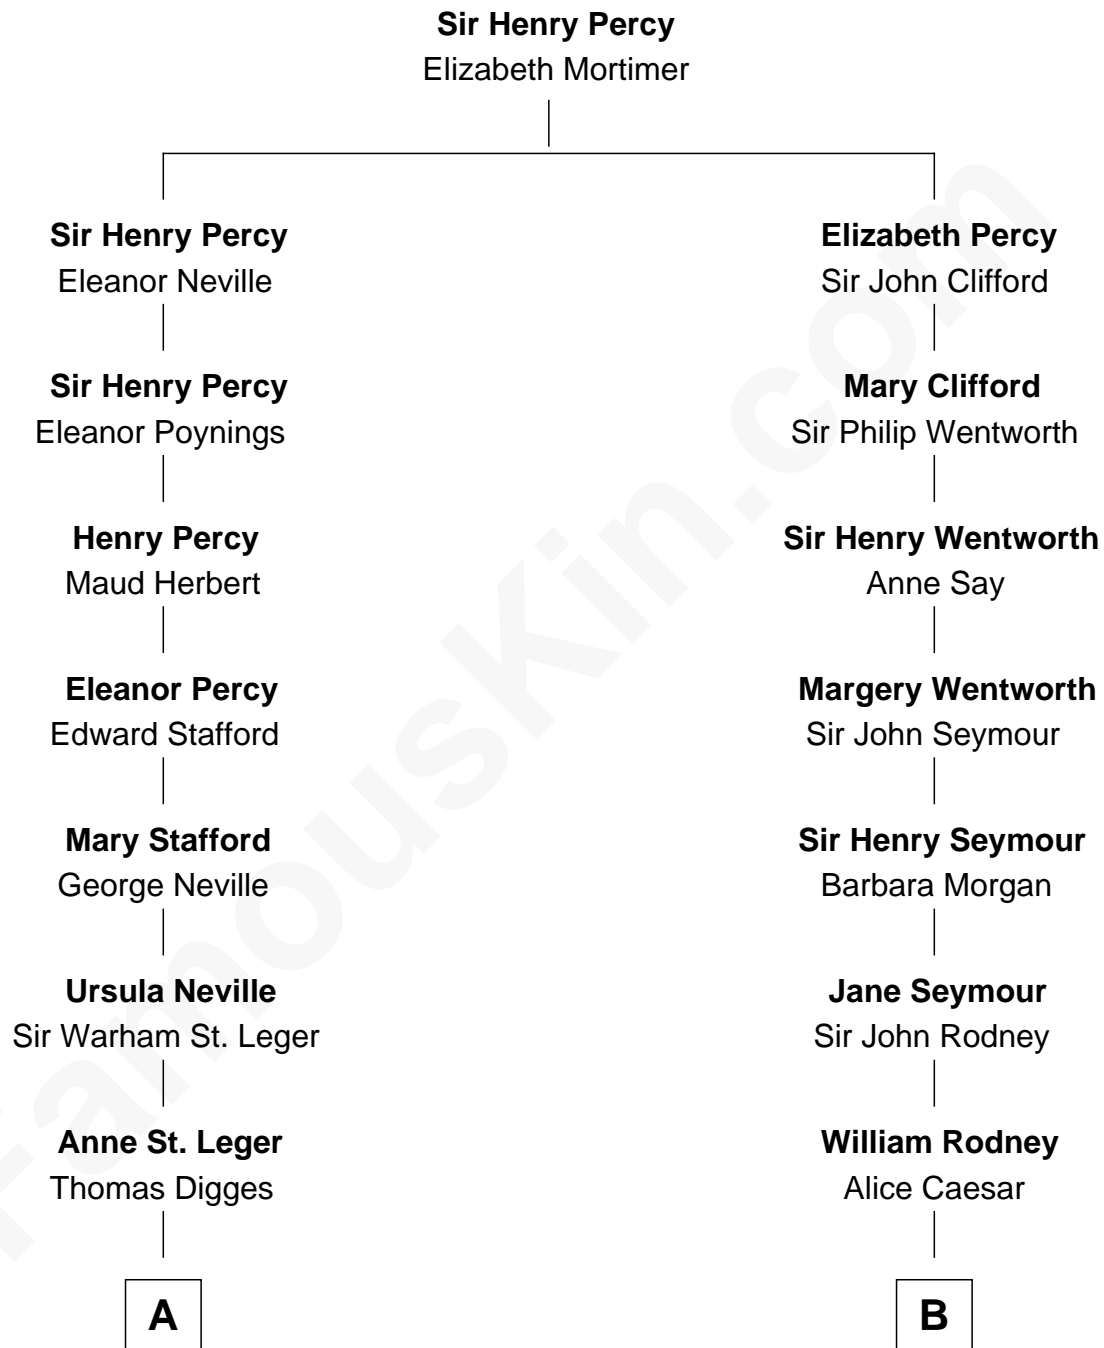 Sir Henry Percy
Elizabeth Mortimer
Sir Henry Percy
Eleanor Neville
Elizabeth Percy
Sir John Clifford
Sir Henry Percy
Eleanor Poynings
Mary Clifford
Sir Philip Wentworth
Henry Percy
Maud Herbert
Sir Henry Wentworth
Anne Say
Eleanor Percy
Edward Stafford
Margery Wentworth
Sir John Seymour
Mary Stafford
George Neville
Sir Henry Seymour
Barbara Morgan
Ursula Neville
Sir Warham St. Leger
Jane Seymour
Sir John Rodney
Anne St. Leger
Thomas Digges
William Rodney
Alice Caesar
A
B
FamousKin.com